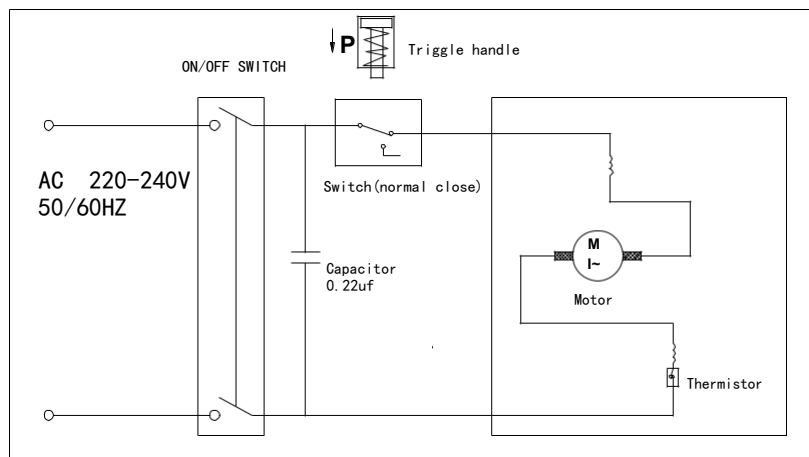 P
Triggle handle
ON/OFF SWITCH
AC 220-240V
50/60HZ
Switch(normal close)
Capacitor
0.22uf
M
I~
Motor
Thermistor